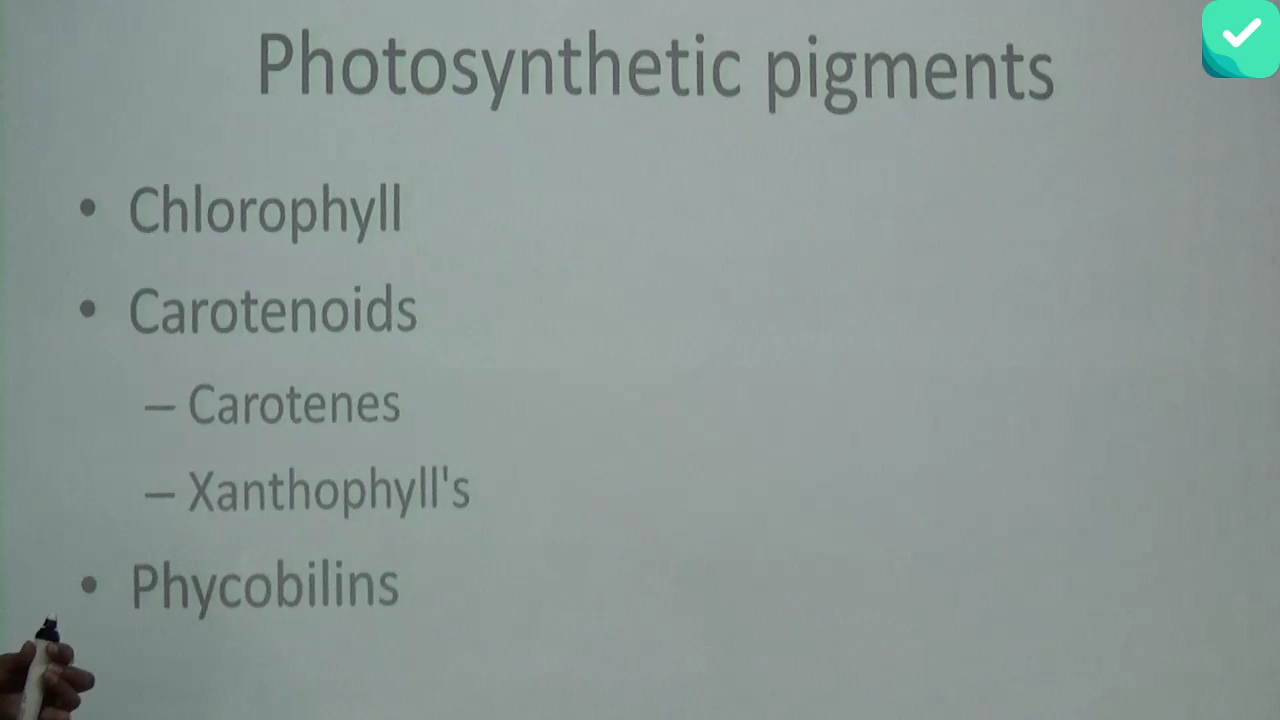 Photosynthetic pigments
• Chlorophyll
• Carotenoids
– Carotenes
– Xanthophyll's
• Phycobilins